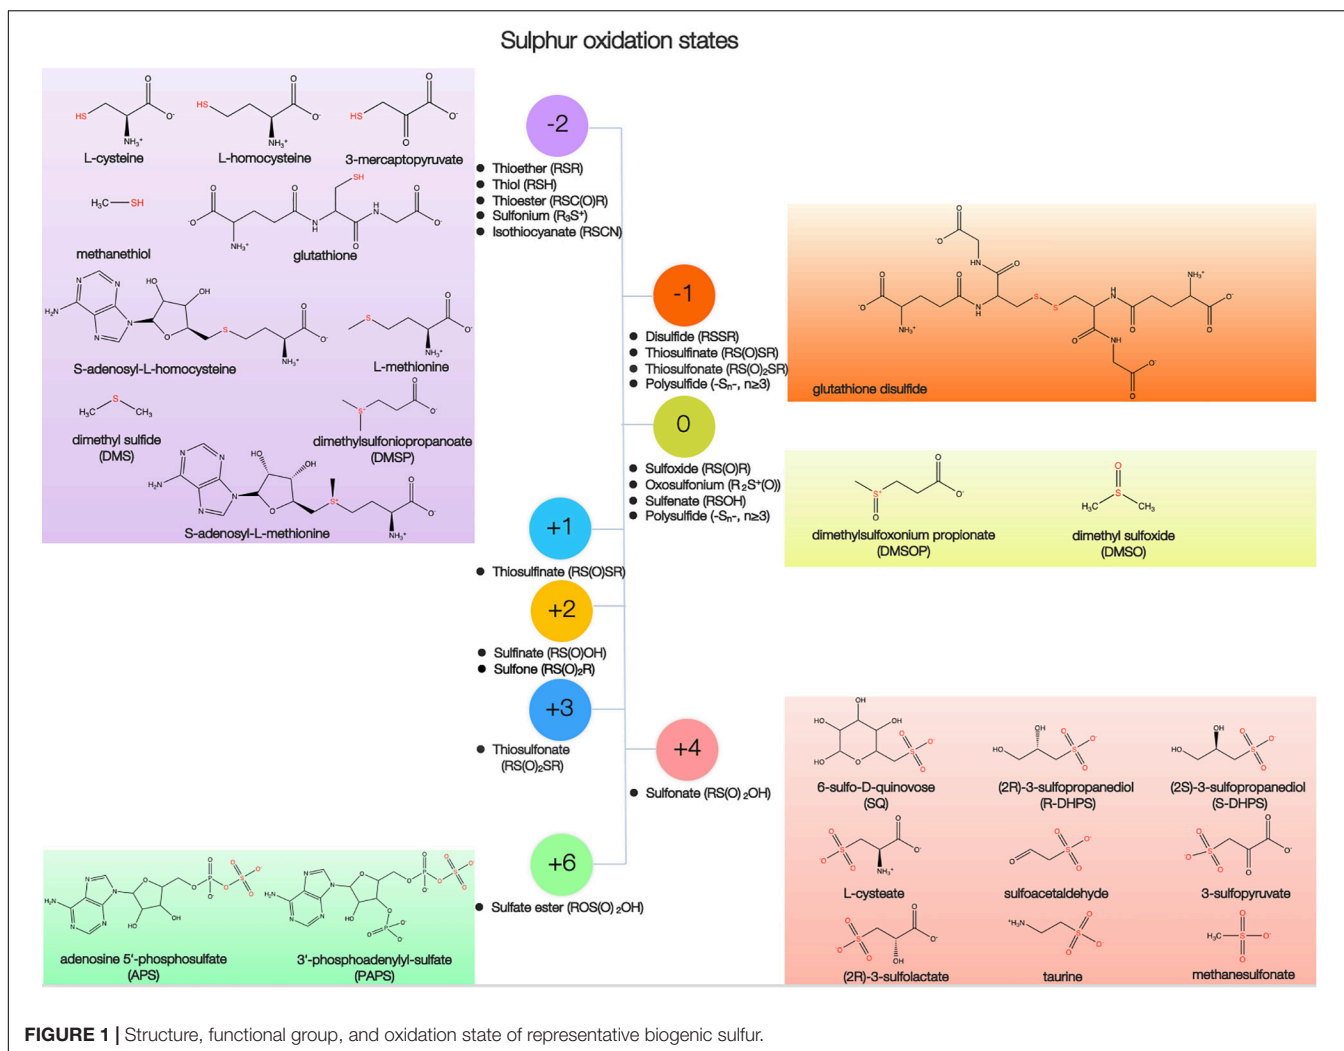 Sulphur oxidation states
L-cysteine
L-homocysteine
3-mercaptopyruvate
methanethiol
glutathione
S-adenosyl-L-homocysteine
L-methionine
dimethyl sulfide
(DMS)
dimethylsulfoniopropanoate
(DMSP)
S-adenosyl-L-methionine
-2
● Thioether (RSR)
● Thiol (RSH)
● Thioester (RSC(O)R)
● Sulfonium (R₃S⁺)
● Isothiocyanate (RSCN)
-1
● Disulfide (RSSR)
● Thiosulfinate (RS(O)SR)
● Thiosulfonate (RS(O)₂SR)
● Polysulfide (-Sₙ-, n≥3)
glutathione disulfide
0
● Sulfoxide (RS(O)R)
● Oxosulfonium (R₂S⁺(O))
● Sulfenate (RSOH)
● Polysulfide (-Sₙ-, n≥3)
dimethylsulfoxonium propionate
(DMSOP)
dimethyl sulfoxide
(DMSO)
+1
● Thiosulfinate (RS(O)SR)
+2
● Sulfinate (RS(O)OH)
● Sulfone (RS(O)₂R)
+3
● Thiosulfonate
(RS(O)₂SR)
+4
● Sulfonate (RS(O)₂OH)
6-sulfo-D-quinovose
(SQ)
(2R)-3-sulfopropanediol
(R-DHPS)
(2S)-3-sulfopropanediol
(S-DHPS)
L-cysteate
sulfoacetaldehyde
3-sulfopyruvate
(2R)-3-sulfolactate
taurine
methanesulfonate
+6
● Sulfate ester (ROS(O)₂OH)
adenosine 5'-phosphosulfate
(APS)
3'-phosphoadenylyl-sulfate
(PAPS)
FIGURE 1 | Structure, functional group, and oxidation state of representative biogenic sulfur.